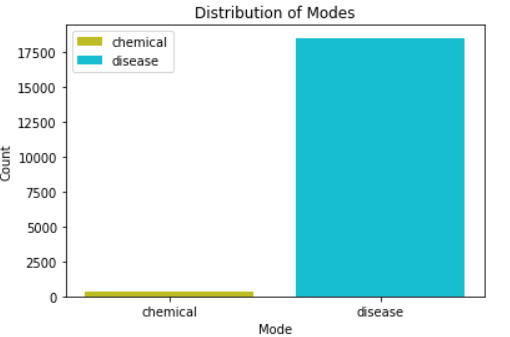 Distribution of Modes
chemical
disease
17500
15000
12500
10000
7500
5000
2500
0
Count
chemical disease
Mode